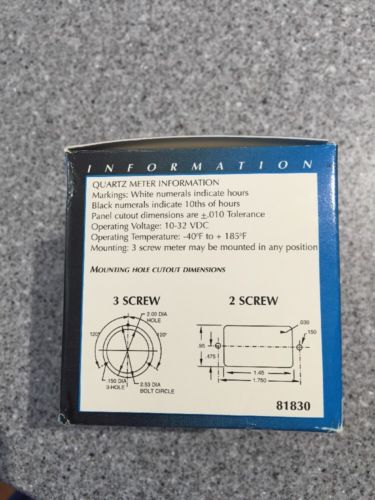 INFORMATION
QUARTZ METER INFORMATION
Markings: White numerals indicate hours
Black numerals indicate 10ths of hours
Panel cutout dimensions are ±.010 Tolerance
Operating Voltage: 10-32 VDC
Operating Temperature: -40ºF to + 185ºF
Mounting: 3 screw meter may be mounted in any position
MOUNTING HOLE CUTOUT DIMENSIONS
3 SCREW
2.00 DIA
HOLE
120°
120°
.150 DIA
3-HOLE
2.53 DIA
BOLT CIRCLE
2 SCREW
.030
.150
.95
.475
1.45
1.750
81830